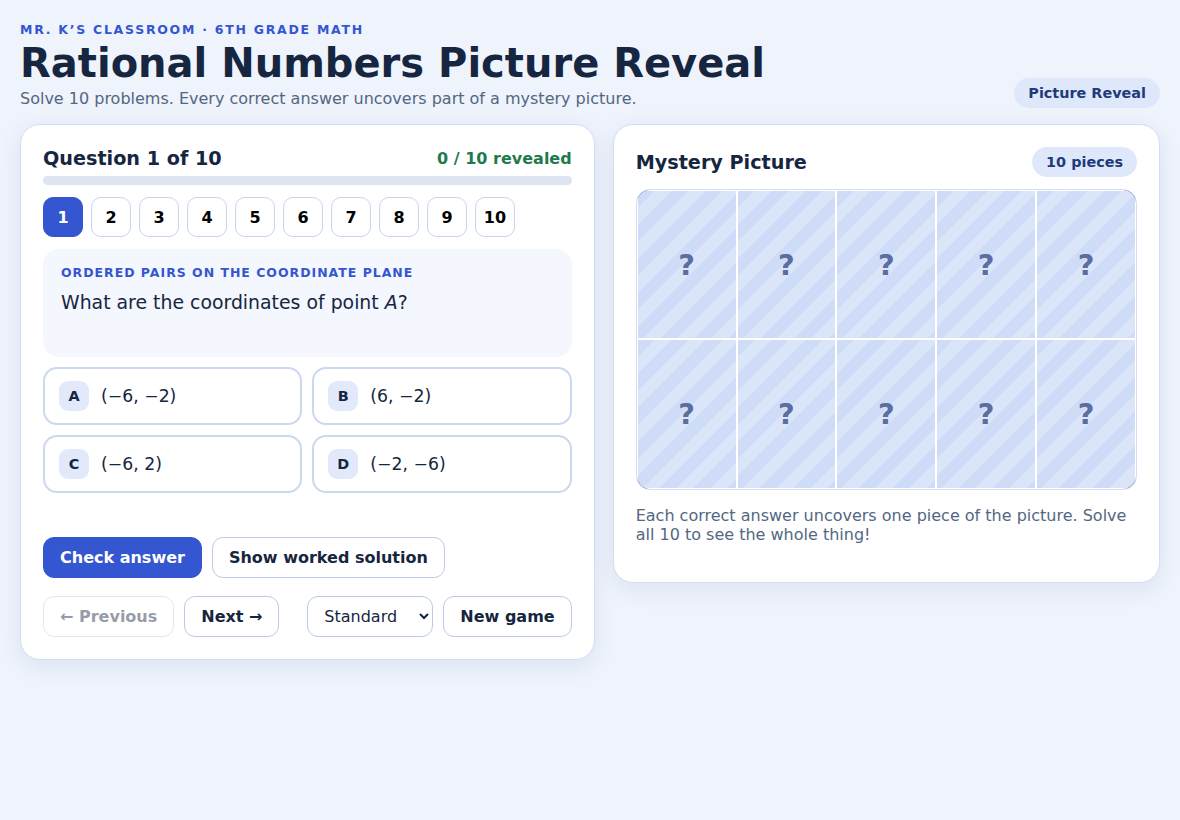 MR. K’S CLASSROOM · 6TH GRADE MATH
Rational Numbers Picture Reveal
Solve 10 problems. Every correct answer uncovers part of a mystery picture.
Picture Reveal
Question 1 of 10
0 / 10 revealed
1 2 3 4 5 6 7 8 9 10
ORDERED PAIRS ON THE COORDINATE PLANE
What are the coordinates of point A?
A (−6, −2)
B (6, −2)
C (−6, 2)
D (−2, −6)
Check answer
Show worked solution
← Previous
Next →
Standard
New game
Mystery Picture
10 pieces
? ? ? ? ?
? ? ? ? ?
Each correct answer uncovers one piece of the picture. Solve
all 10 to see the whole thing!